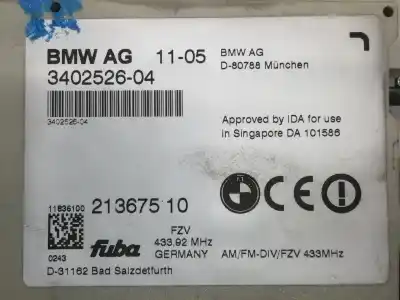 BMW AG 11-05
3402526-04
BMW AG
D-80788 München
3402526-04
Approved by IDA for use
in Singapore DA 101586
11836100
213675 10
0243
FZV
433.92 MHz
fuba
GERMANY
AM/FM-DIV/FZV 433MHz
D-31162 Bad Salzdetfurth
CE!